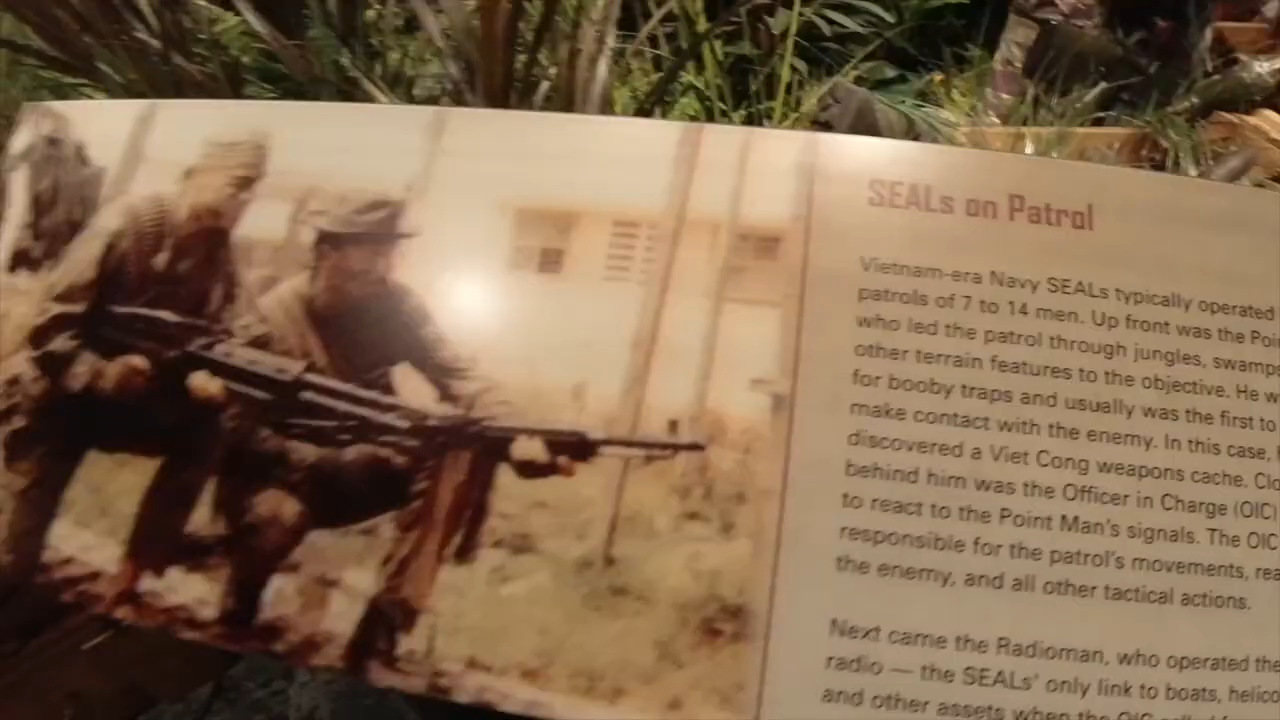 SEALs on Patrol
Vietnam-era Navy SEALs typically operated
patrols of 7 to 14 men. Up front was the
who led the patrol through jungles,
other terrain features to the objective. He
for booby traps and usually was the first to
make contact with the enemy. In this case,
discovered a Viet Cong weapons cache.
behind him was the Officer in Charge (OIC)
to react to the Point Man's signals. The OIC
responsible for the patrol's movements,
the enemy, and all other tactical actions.
Next came the Radioman, who operated the
radio — the SEALs' only link to boats,
and other assets when the OIC